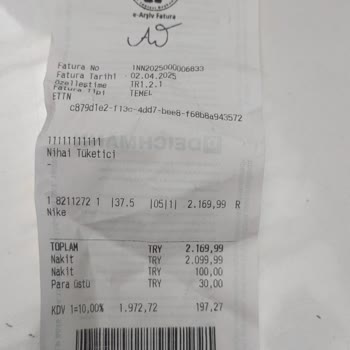 e-Arşiv Fatura
Fatura No : INN2025000006833
Fatura Tarihi : 02.04.2025
Özelleştime : TR1.2.1
Fatura Tipi : TEMEL
ETTN :
c879d1e2-f13c-4dd7-bee8-f68b8a943572
11111111111
Nihai Tüketici
-
1 8211272 1 |37.5 |05|1| 2.169,99 R
Nike
TOPLAM TRY 2.169,99
Nakit TRY 2.099,99
Nakit TRY 100,00
Para üstü TRY 30,00
KDV 1=10,00% 1.972,72 197,27
DEICHMANN